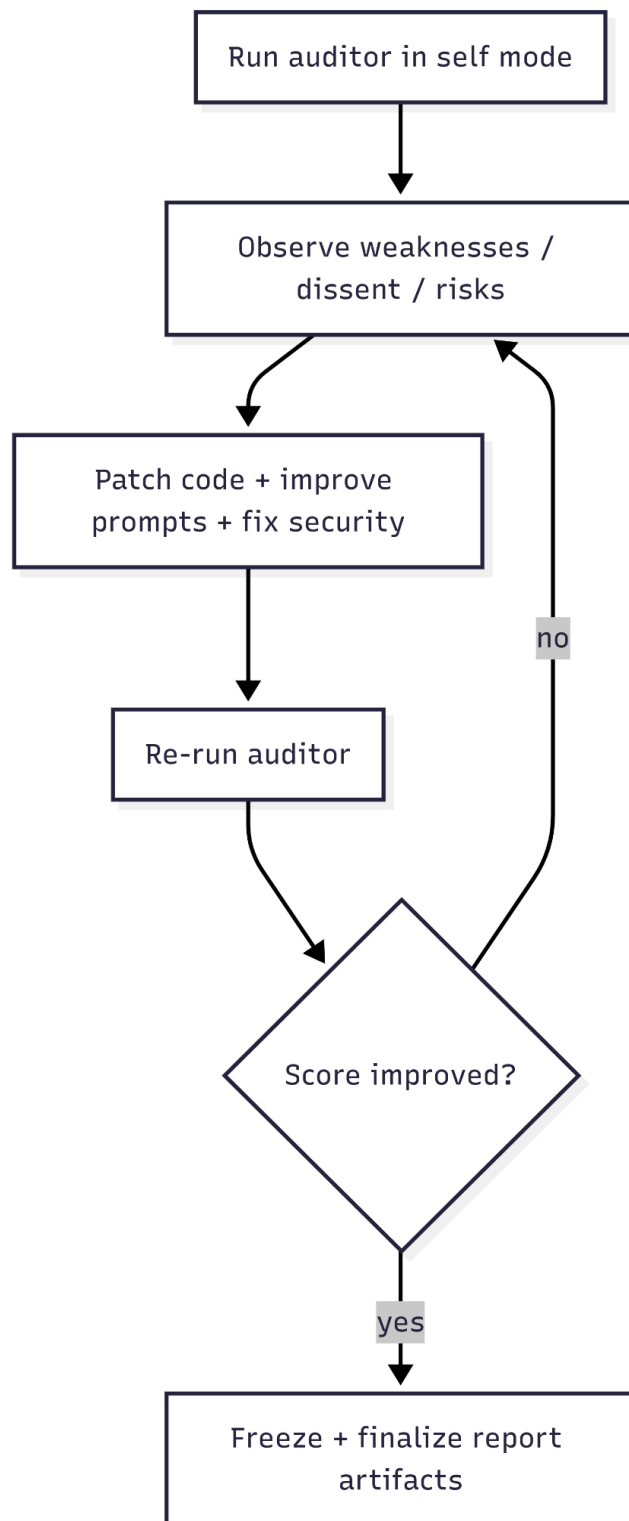 Run auditor in self mode
Observe weaknesses /
dissent / risks
Patch code + improve
prompts + fix security
no
Re-run auditor
Score improved?
yes
Freeze + finalize report
artifacts